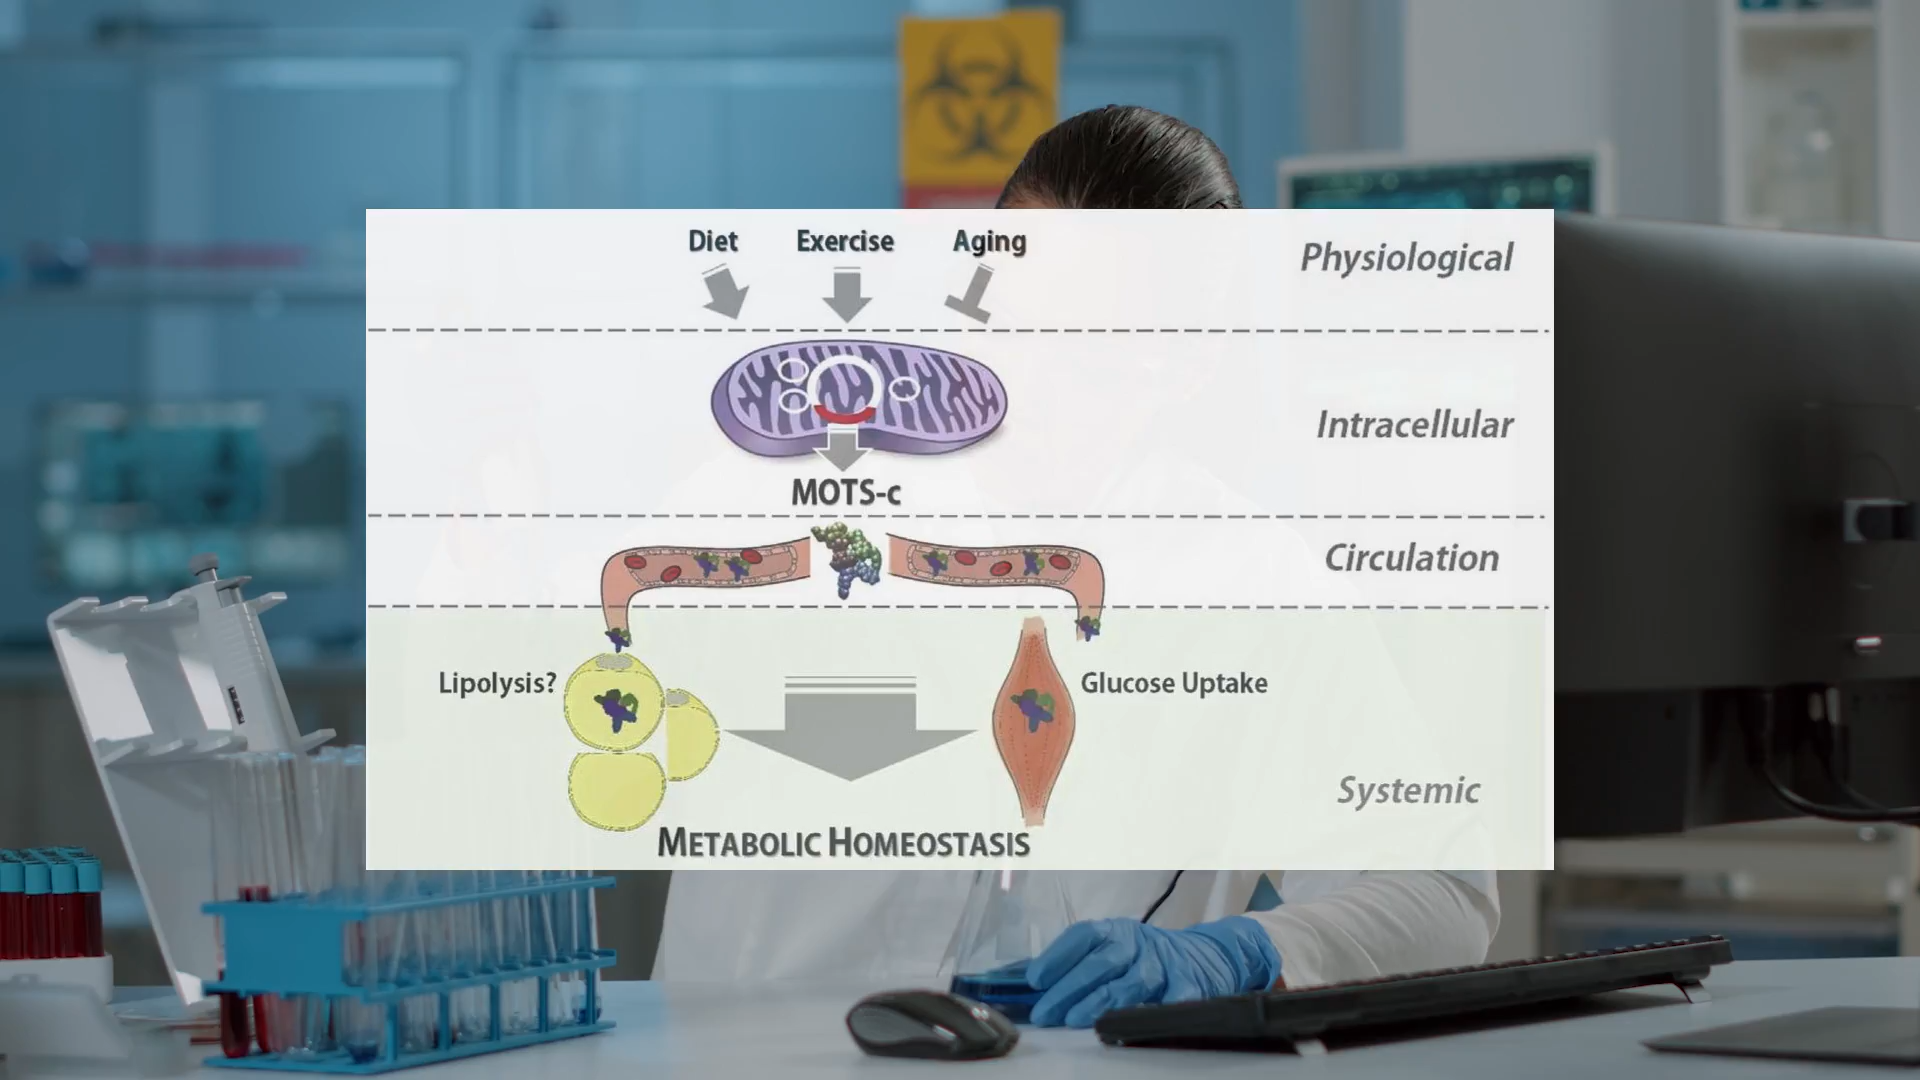 Diet Exercise Aging
Physiological
Intracellular
MOTS-c
Circulation
Lipolysis?
Glucose Uptake
Systemic
METABOLIC HOMEOSTASIS